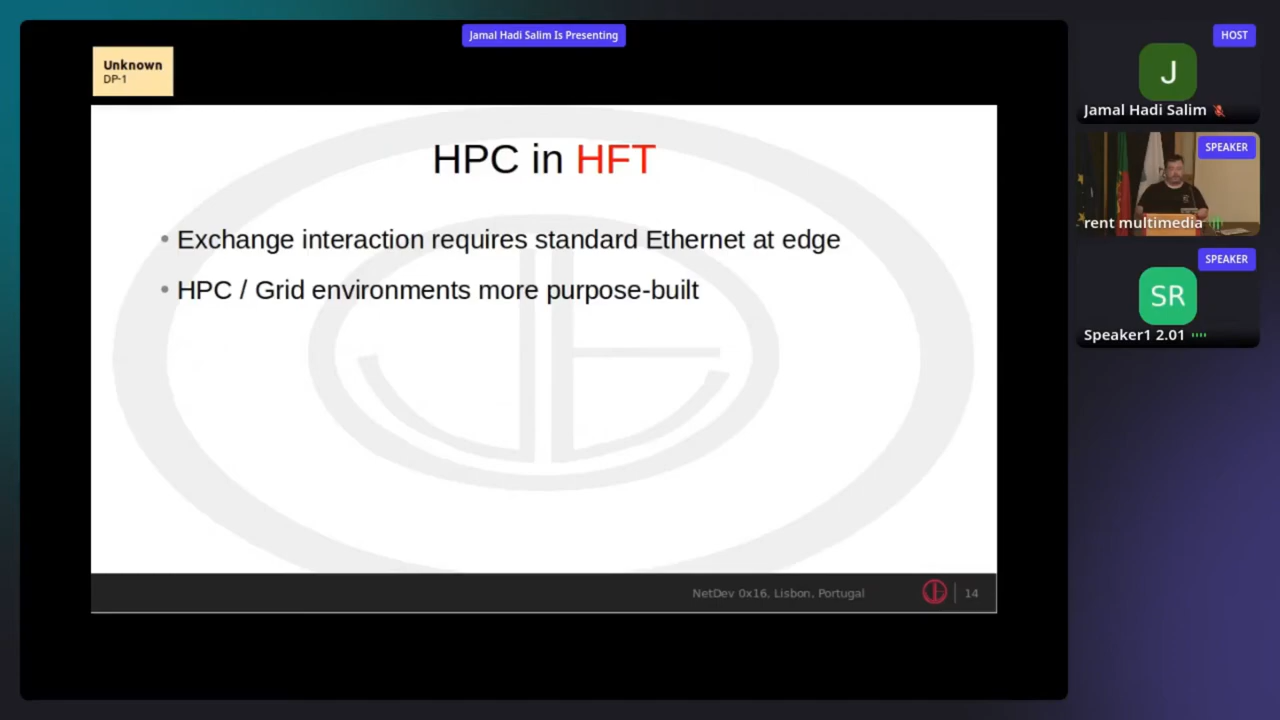 Jamal Hadi Salim Is Presenting
Unknown
DP-1
HPC in HFT
• Exchange interaction requires standard Ethernet at edge
• HPC / Grid environments more purpose-built
NetDev 0x16, Lisbon, Portugal
14
HOST
J
Jamal Hadi Salim
SPEAKER
rent multimedia
SPEAKER
SR
Speaker1 2.01